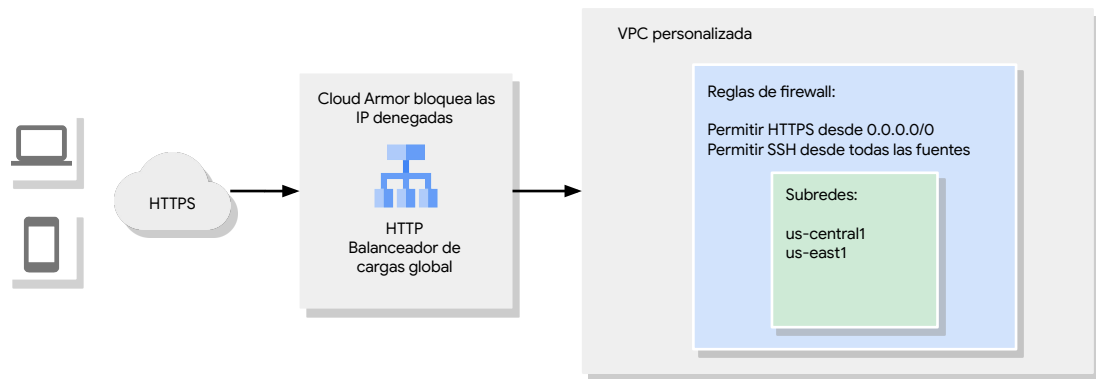 HTTPS
Cloud Armor bloquea las
IP denegadas
HTTP
Balanceador de
cargas global
VPC personalizada
Reglas de firewall:
Permitir HTTPS desde 0.0.0.0/0
Permitir SSH desde todas las fuentes
Subredes:
us-central1
us-east1